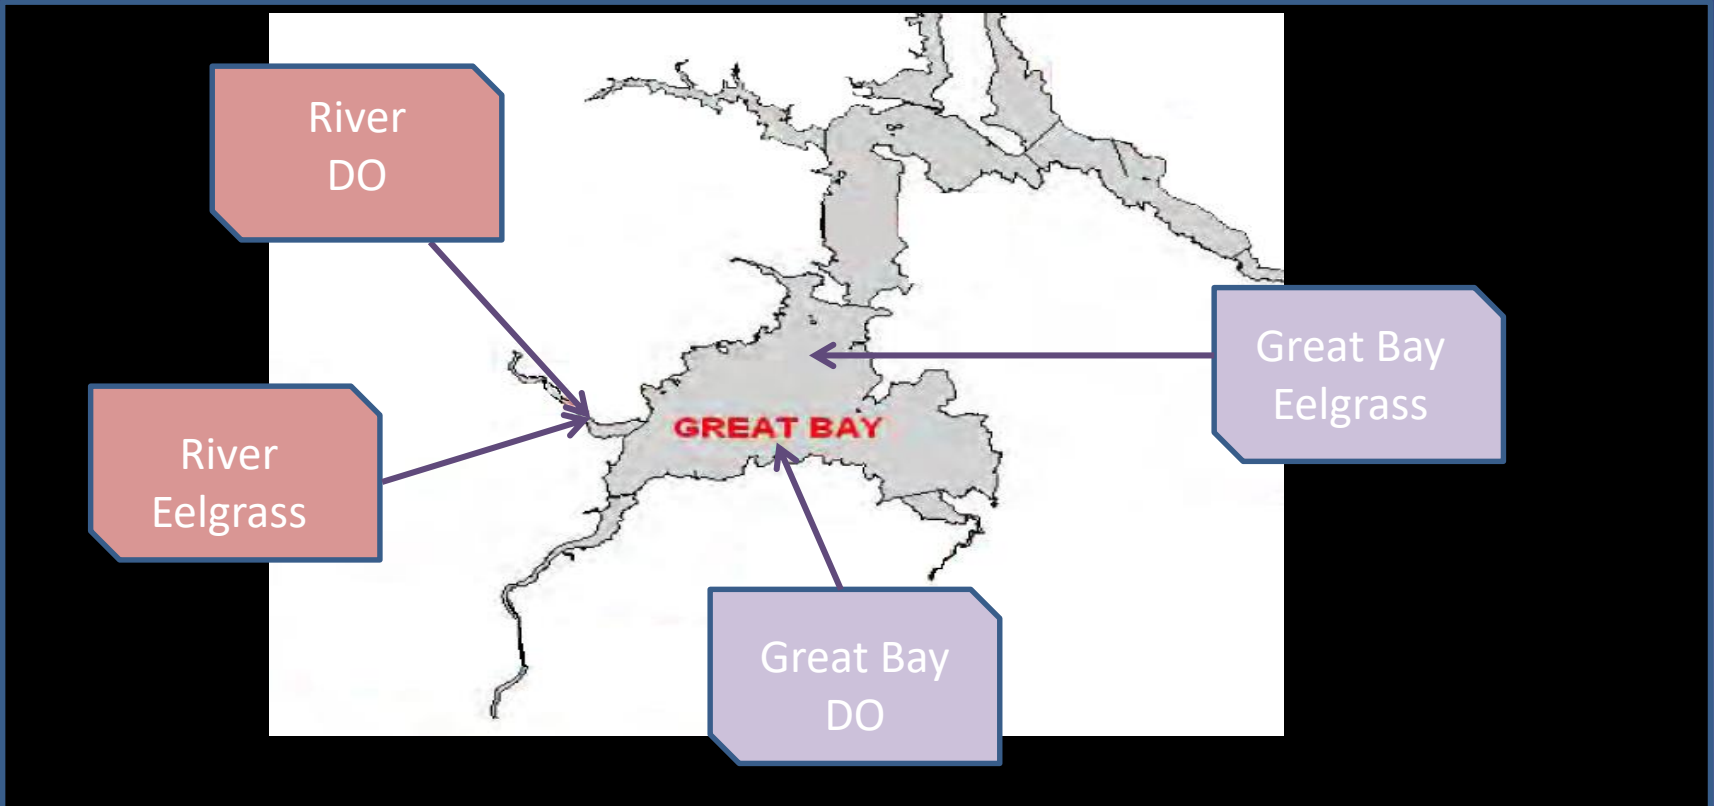 River
DO
Great Bay
Eelgrass
River
Eelgrass
GREAT BAY
Great Bay
DO